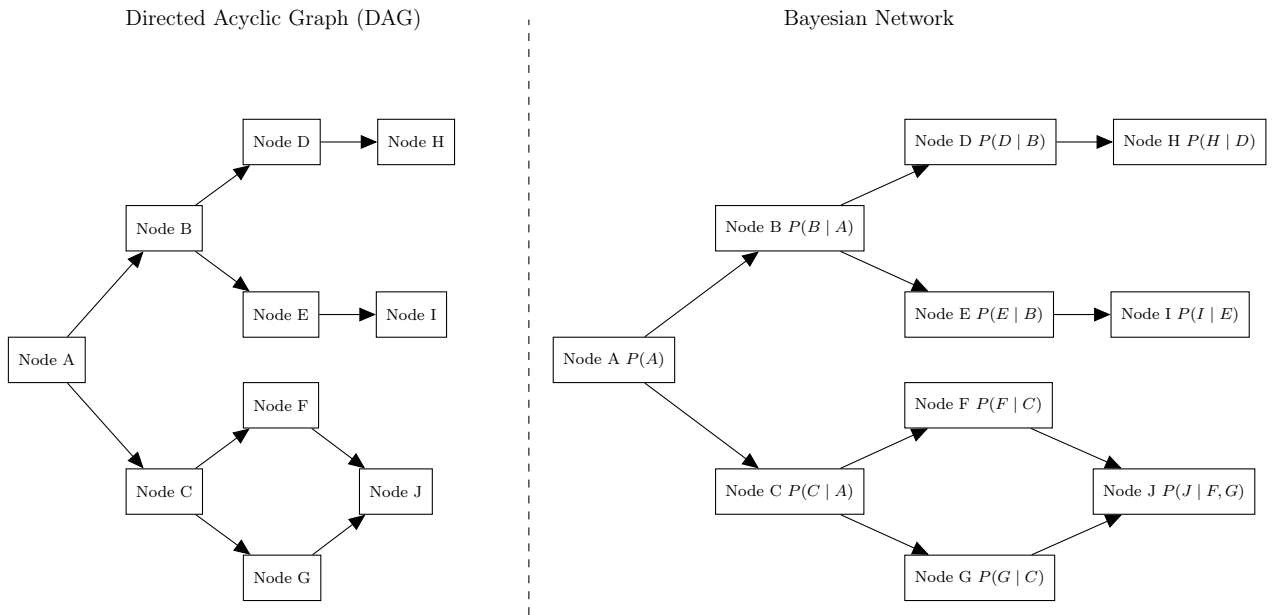 Directed Acyclic Graph (DAG)
Node D
Node H
Node B
Node E
Node I
Node A
Node F
Node C
Node J
Node G
Bayesian Network
Node D P(D | B)
Node H P(H | D)
Node B P(B | A)
Node E P(E | B)
Node I P(I | E)
Node A P(A)
Node F P(F | C)
Node C P(C | A)
Node J P(J | F, G)
Node G P(G | C)